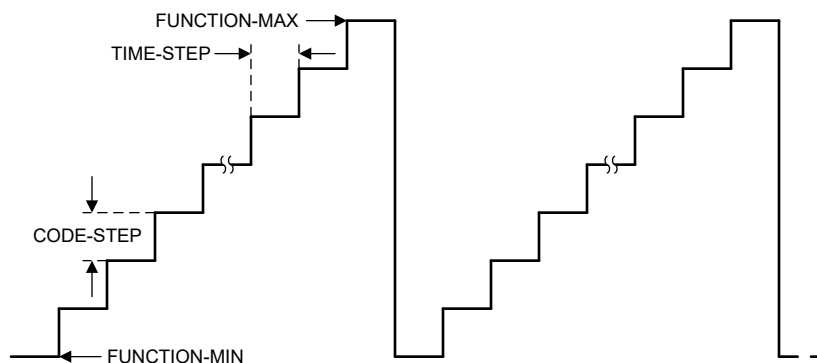 FUNCTION-MAX
TIME-STEP
CODE-STEP
FUNCTION-MIN